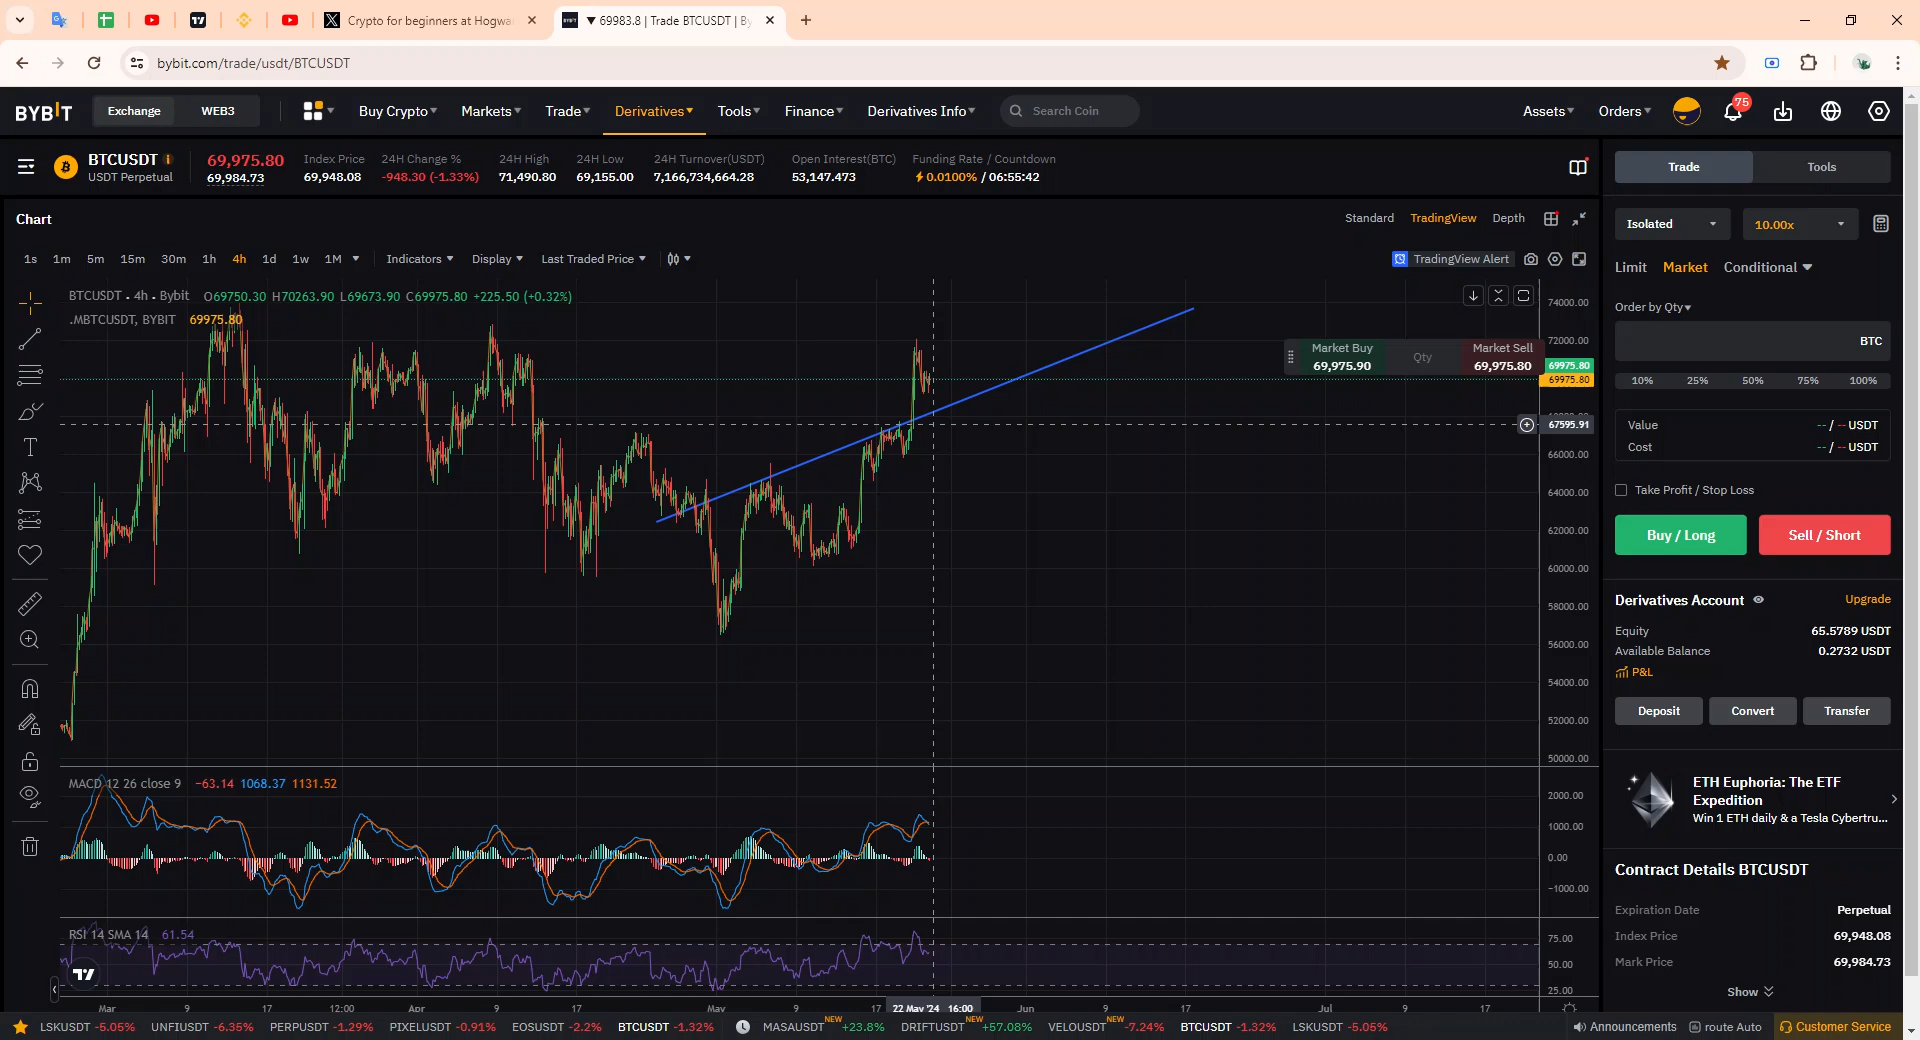 Crypto for beginners at Hogwa
▼ 69983.8 | Trade BTCUSDT | By
bybit.com/trade/usdt/BTCUSDT
BYBIT Exchange WEB3 Buy Crypto Markets Trade Derivatives Tools Finance Derivatives Info Search Coin Assets Orders 75
BTCUSDT 69,975.80 Index Price 24H Change % 24H High 24H Low 24H Turnover(USDT) Open Interest(BTC) Funding Rate / Countdown
USDT Perpetual 69,984.73 69,948.08 -948.30 (-1.33%) 71,490.80 69,155.00 7,166,734,664.28 53,147.473 0.0100% / 06:55:42
Chart Standard TradingView Depth
1s 1m 5m 15m 30m 1h 4h 1d 1w 1M Indicators Display Last Traded Price TradingView Alert
BTCUSDT . 4h . Bybit O69750.30 H70263.90 L69673.90 C69975.80 +225.50 (+0.32%)
.MBTCUSDT, BYBIT 69975.80
Market Buy Qty Market Sell
69,975.90 69,975.80
74000.00
72000.00
69975.80
69975.80
67595.91
66000.00
64000.00
62000.00
60000.00
58000.00
56000.00
54000.00
52000.00
50000.00
MACD 12 26 close 9 −63.14 1068.37 1131.52
2000.00
1000.00
0.00
−1000.00
RSI 14 SMA 14 61.54
75.00
50.00
25.00
Mar 9 17 12:00 Apr 9 17 May 9 17 22 May '24 16:00 Jun 9 17 Jul 9 17
Trade Tools
Isolated 10.00x
Limit Market Conditional
Order by Qty
BTC
10% 25% 50% 75% 100%
Value -- / -- USDT
Cost -- / -- USDT
Take Profit / Stop Loss
Buy / Long Sell / Short
Derivatives Account Upgrade
Equity 65.5789 USDT
Available Balance 0.2732 USDT
P&L
Deposit Convert Transfer
ETH Euphoria: The ETF
Expedition
Win 1 ETH daily & a Tesla Cybertru...
Contract Details BTCUSDT
Expiration Date Perpetual
Index Price 69,948.08
Mark Price 69,984.73
Show
LSKUSDT -5.05% UNFIUSDT -6.35% PERPUSDT -1.29% PIXELUSDT -0.91% EOSUSDT -2.2% BTCUSDT -1.32% MASAUSDT NEW +23.8% DRIFTUSDT NEW +57.08% VELOUSDT NEW -7.24% BTCUSDT -1.32% LSKUSDT -5.05% Announcements route Auto Customer Service